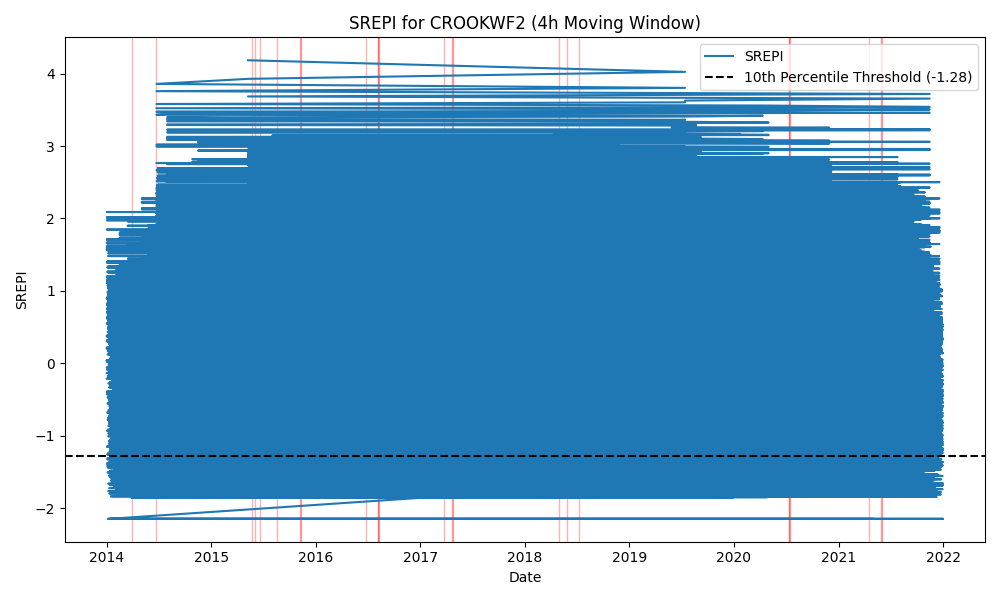 SREPI for CROOKWF2 (4h Moving Window)
SREPI
10th Percentile Threshold (-1.28)
4
3
2
1
0
−1
−2
SREPI
2014 2015 2016 2017 2018 2019 2020 2021 2022
Date